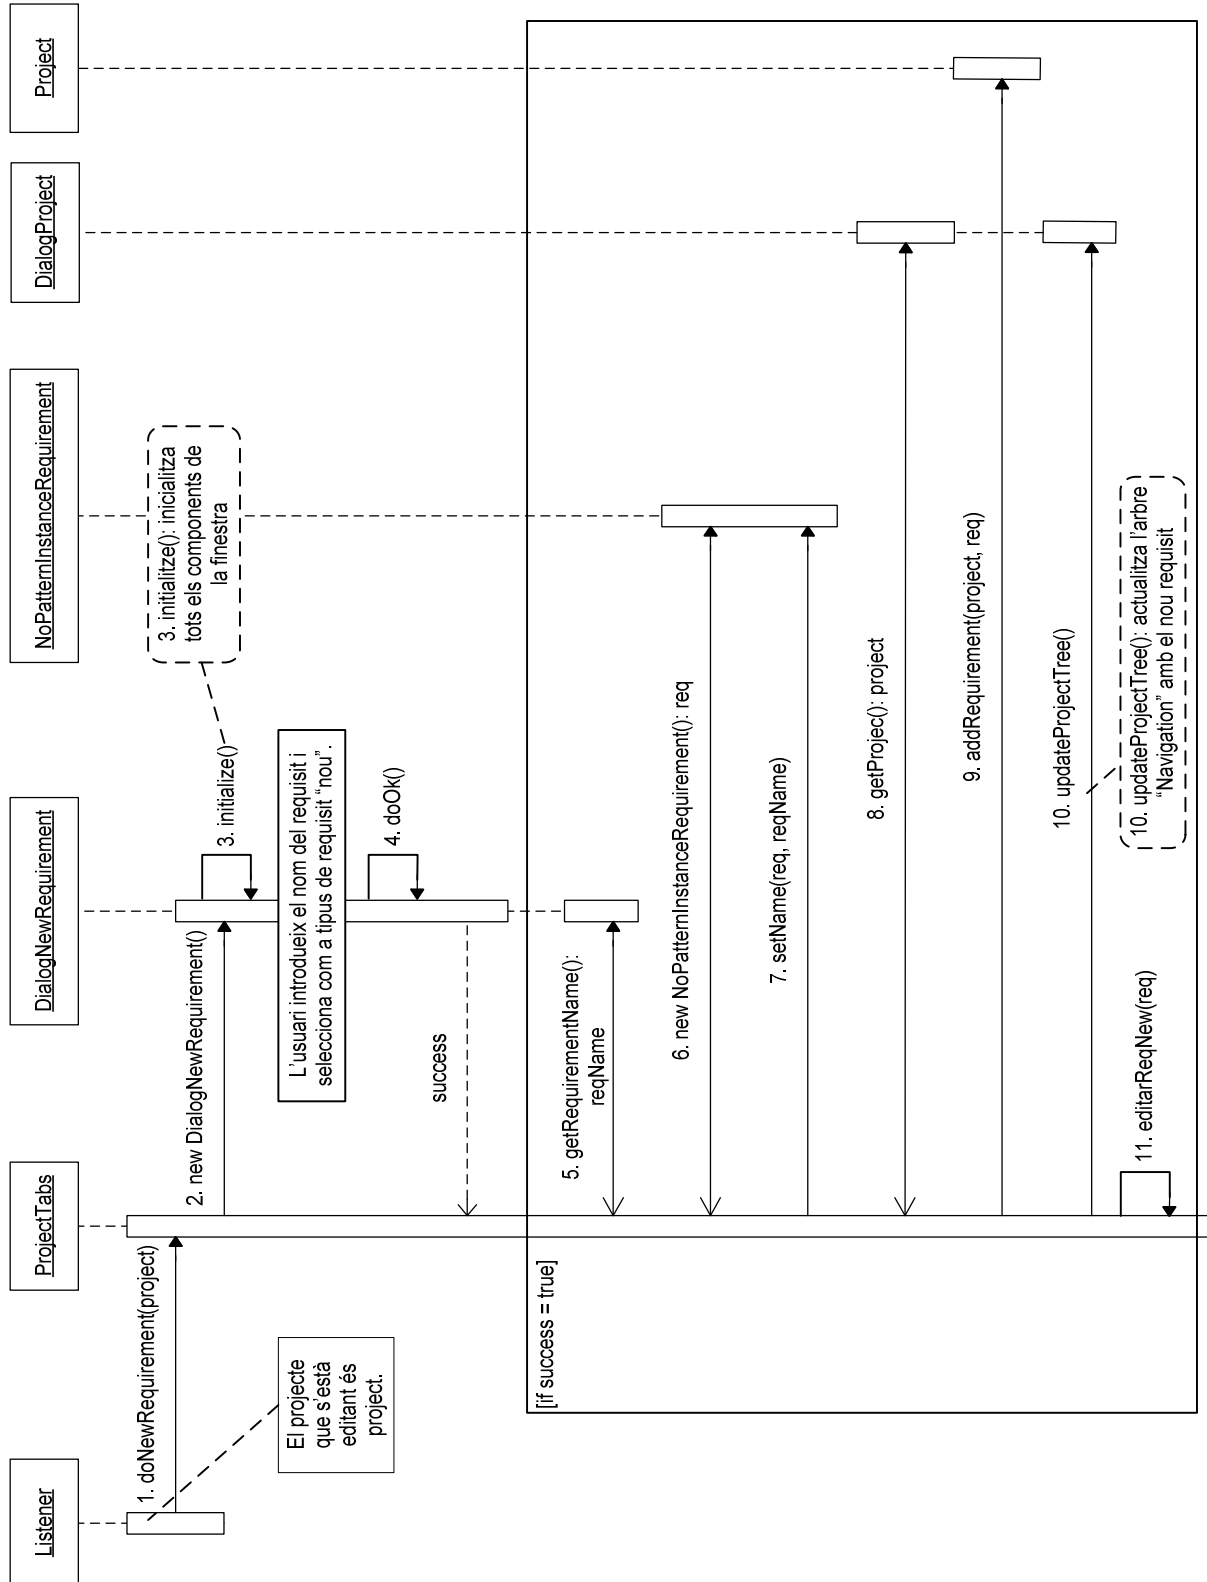 Listener
ProjectTabs
DialogNewRequirement
NoPatternInstanceRequirement
DialogProject
Project
1. doNewRequirement(project)
El projecte
que s'està
editant és
project.
2. new DialogNewRequirement()
3. initialize()
3. initialitze(): inicialitza
tots els components de
la finestra
L'usuari introdueix el nom del requisit i
selecciona com a tipus de requisit "nou".
4. doOk()
success
[if success = true]
5. getRequirementName():
reqName
6. new NoPatternInstanceRequirement(): req
7. setName(req, reqName)
8. getProjec(): project
9. addRequirement(project, req)
10. updateProjectTree()
10. updateProjectTree(): actualitza l'arbre
"Navigation" amb el nou requisit
11. editarReqNew(req)